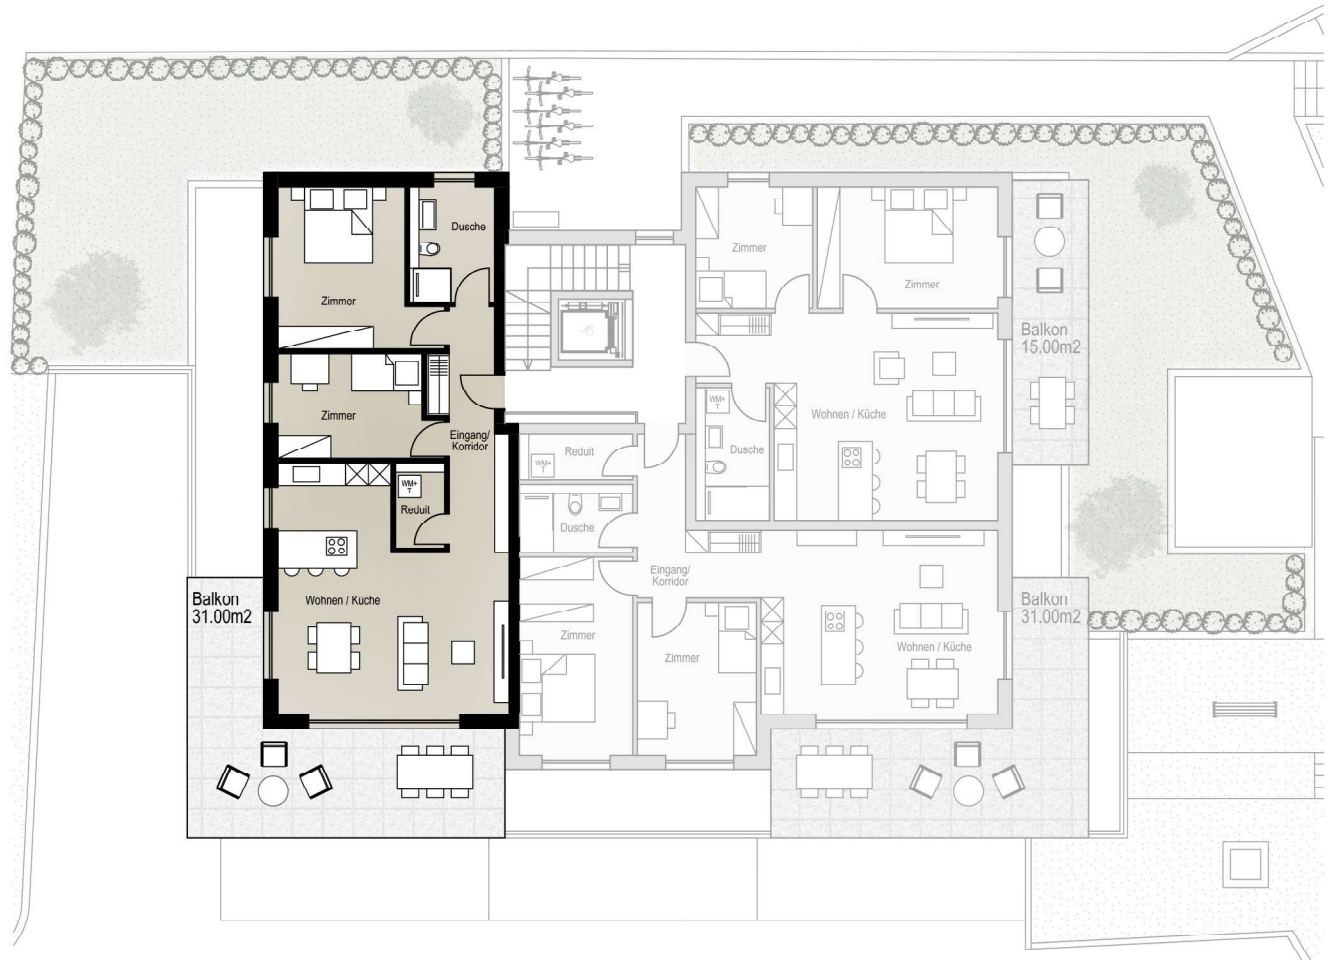 Dusche
Zimmer
Zimmer
Eingang/
Korridor
WM+
T
Reduit
Wohnen / Küche
Balkon
31.00m2
Zimmer
Zimmer
Balkon
15.00m2
WM+
T
Wohnen / Küche
Dusche
Reduit
WM+
T
Dusche
Eingang/
Korridor
Zimmer
Zimmer
Wohnen / Küche
Balkon
31.00m2